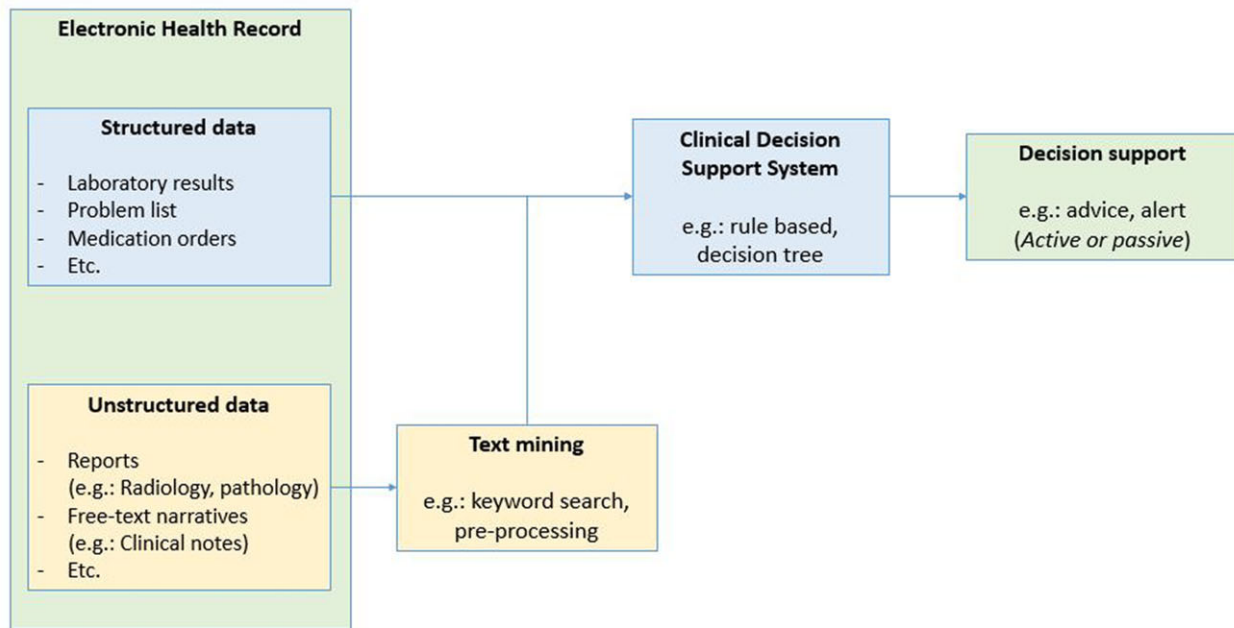 Electronic Health Record
Structured data
- Laboratory results
- Problem list
- Medication orders
- Etc.
Unstructured data
- Reports
(e.g.: Radiology, pathology)
- Free-text narratives
(e.g.: Clinical notes)
- Etc.
Text mining
e.g.: keyword search,
pre-processing
Clinical Decision
Support System
e.g.: rule based,
decision tree
Decision support
e.g.: advice, alert
(Active or passive)